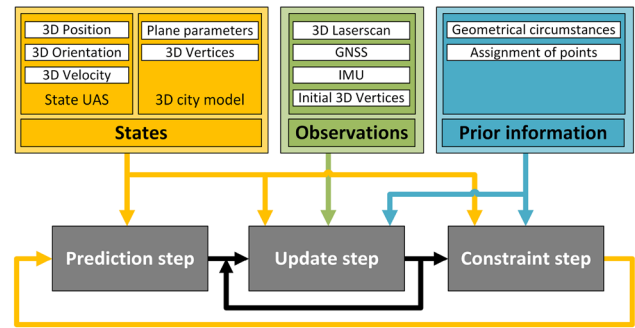 3D Position
3D Orientation
3D Velocity
State UAS
Plane parameters
3D Vertices
3D city model
States
3D Laserscan
GNSS
IMU
Initial 3D Vertices
Observations
Geometrical circumstances
Assignment of points
Prior information
Prediction step
Update step
Constraint step